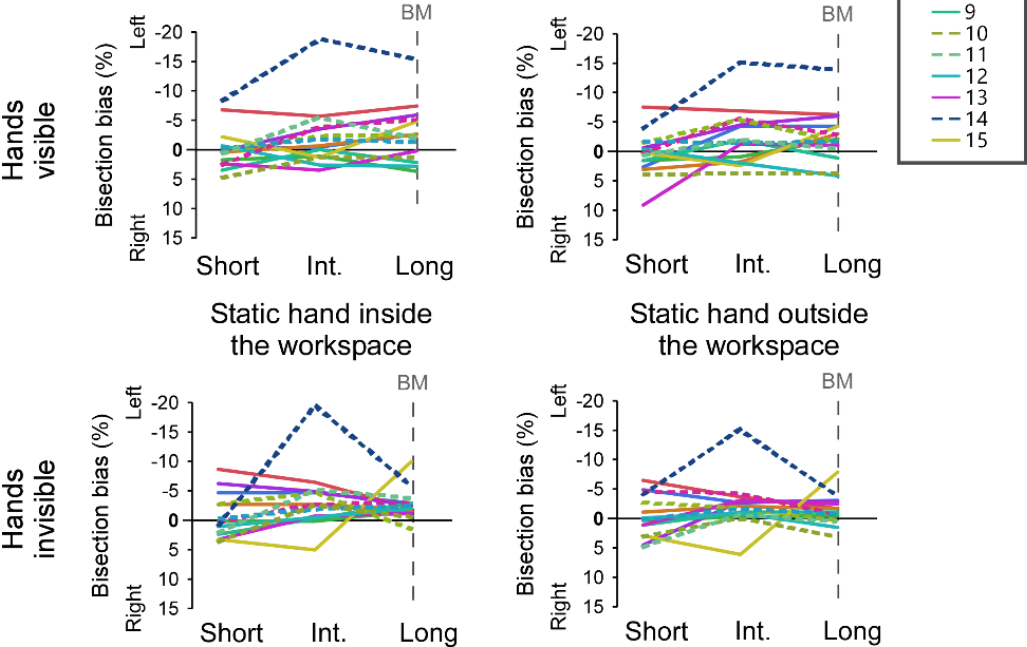 BM
BM
Left
-20
-15
-10
-5
0
5
10
15
Right
Bisection bias (%)
Hands
visible
Short Int. Long
Left
-20
-15
-10
-5
0
5
10
15
Right
Bisection bias (%)
Short Int. Long
9
10
11
12
13
14
15
Static hand inside
the workspace
Static hand outside
the workspace
BM
BM
Left
-20
-15
-10
-5
0
5
10
15
Right
Bisection bias (%)
Hands
invisible
Short Int. Long
Left
-20
-15
-10
-5
0
5
10
15
Right
Bisection bias (%)
Short Int. Long